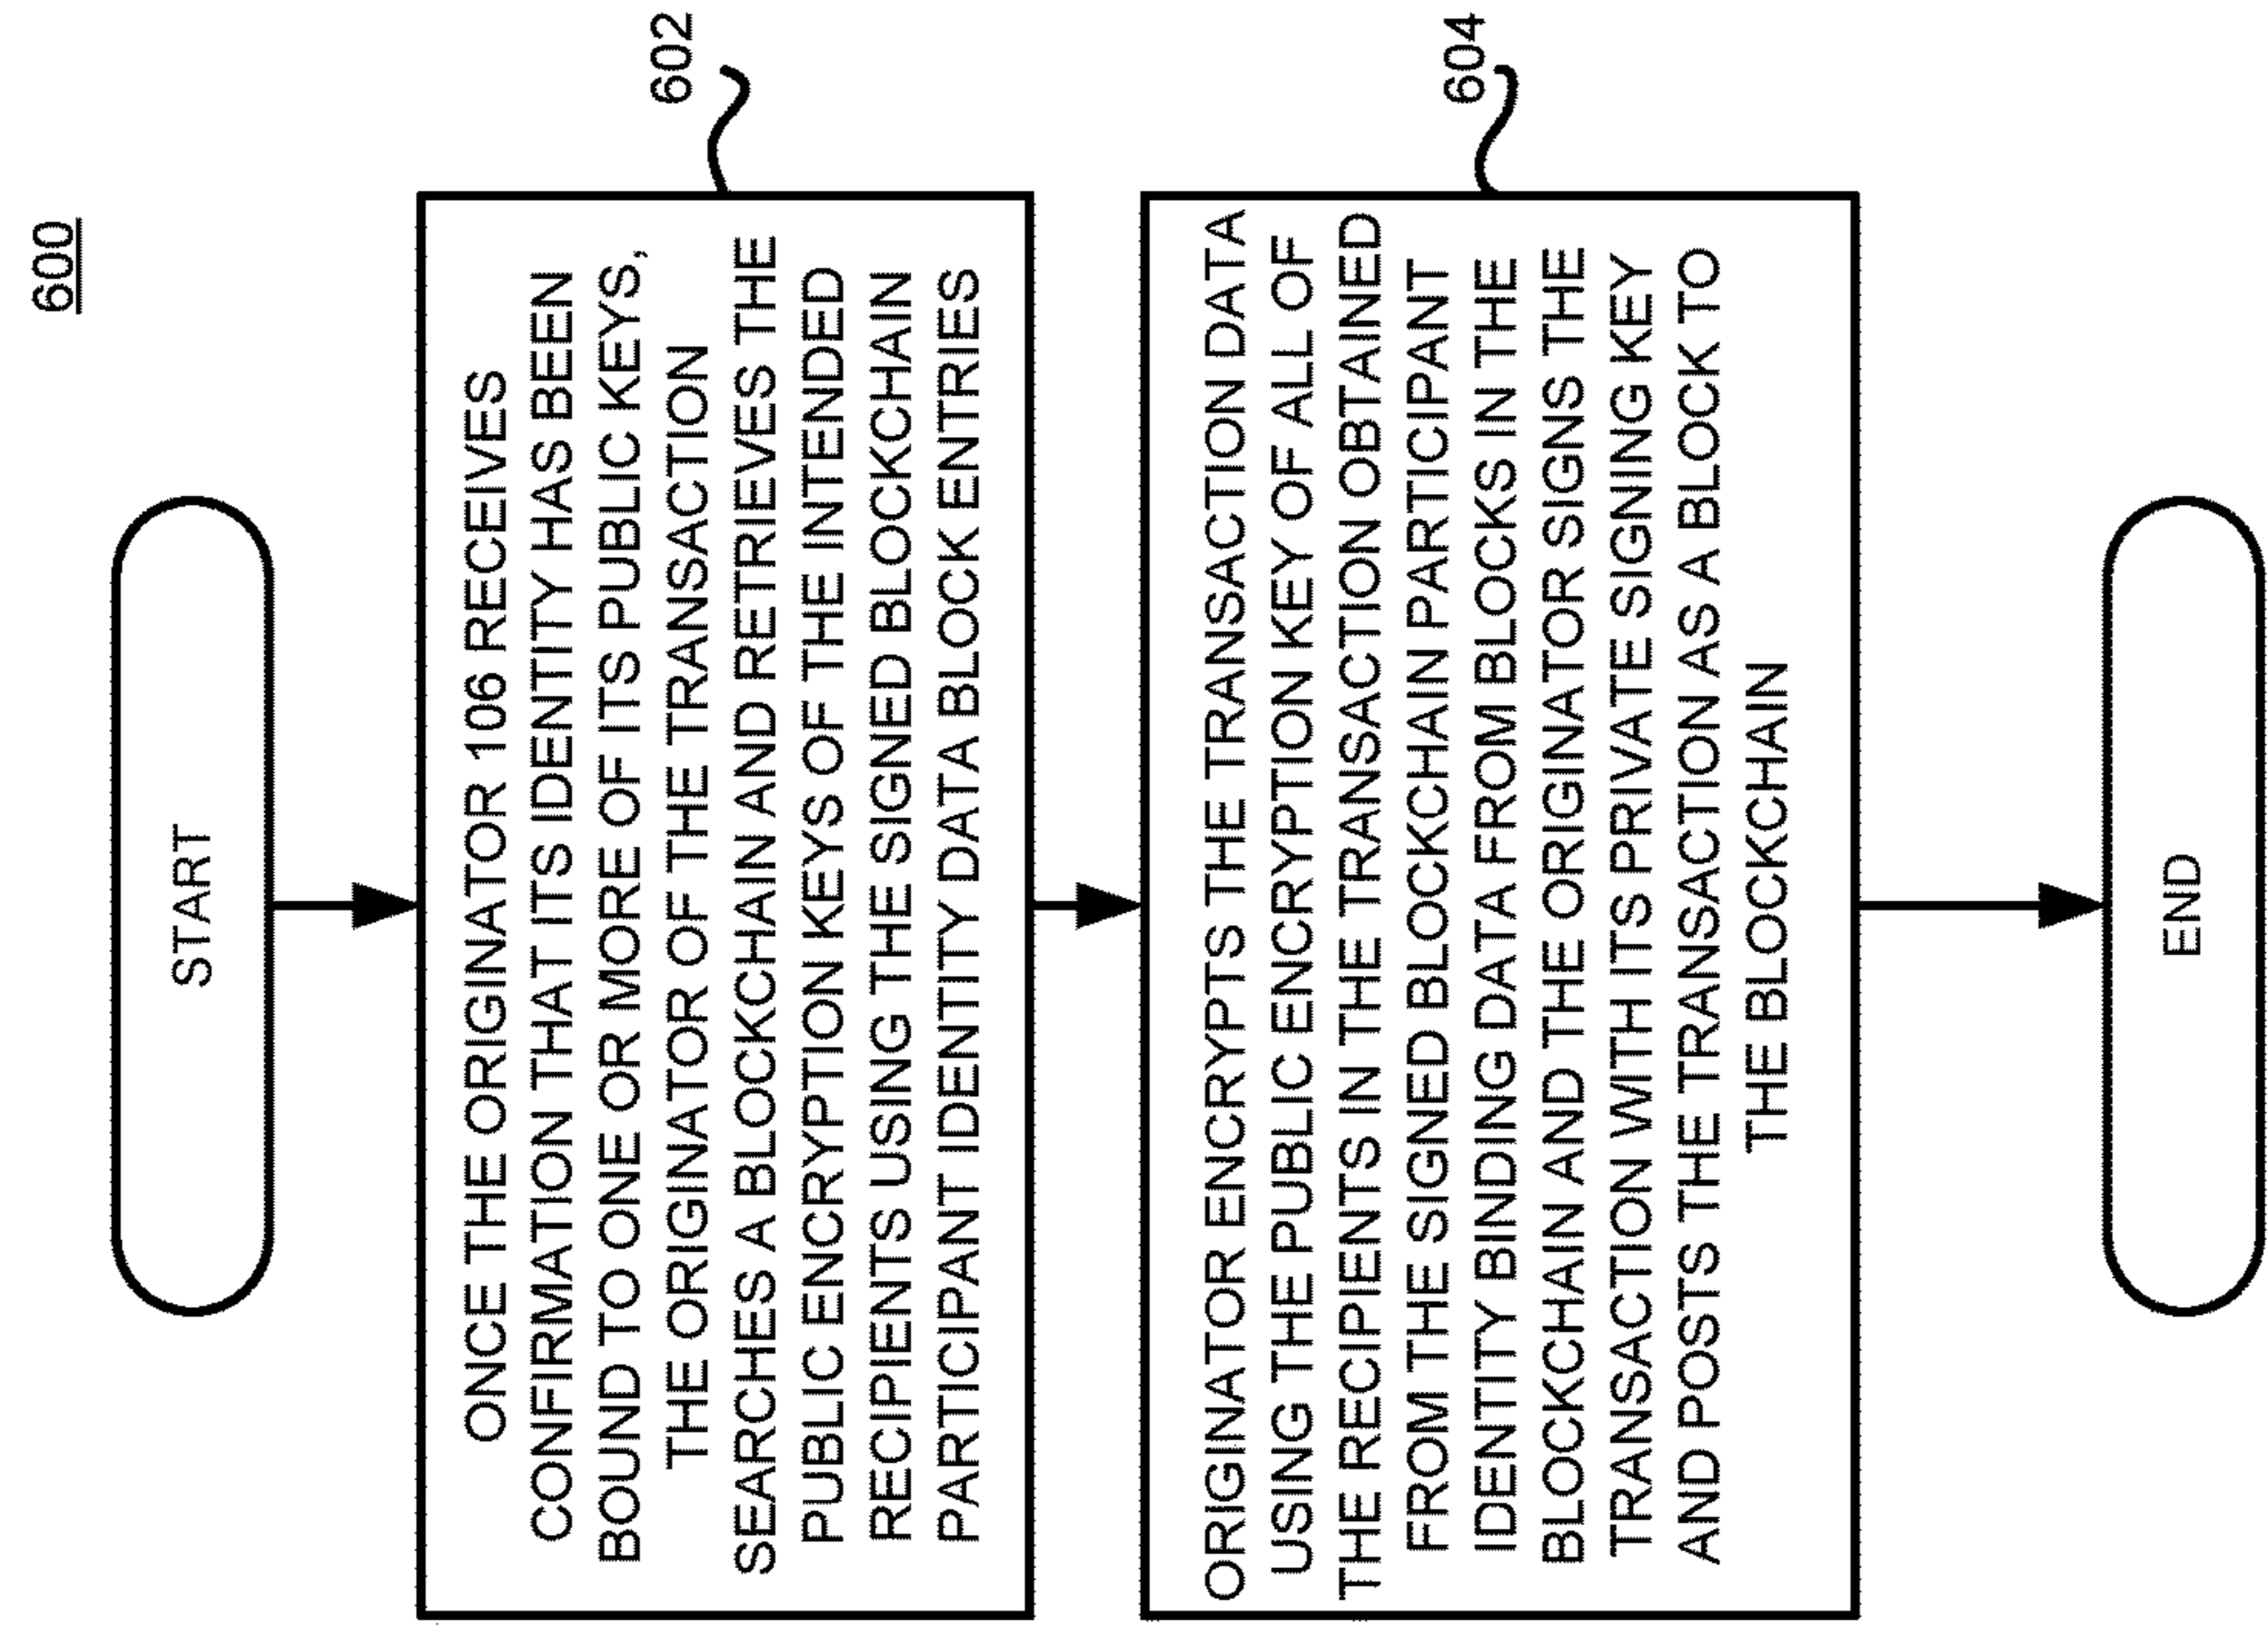 600
START
ONCE THE ORIGINATOR 106 RECEIVES
CONFIRMATION THAT ITS IDENTITY HAS BEEN
BOUND TO ONE OR MORE OF ITS PUBLIC KEYS,
THE ORIGINATOR OF THE TRANSACTION
SEARCHES A BLOCKCHAIN AND RETRIEVES THE
PUBLIC ENCRYPTION KEYS OF THE INTENDED
RECIPIENTS USING THE SIGNED BLOCKCHAIN
PARTICIPANT IDENTITY DATA BLOCK ENTRIES
602
ORIGINATOR ENCRYPTS THE TRANSACTION DATA
USING THE PUBLIC ENCRYPTION KEY OF ALL OF
THE RECIPIENTS IN THE TRANSACTION OBTAINED
FROM THE SIGNED BLOCKCHAIN PARTICIPANT
IDENTITY BINDING DATA FROM BLOCKS IN THE
BLOCKCHAIN AND THE ORIGINATOR SIGNS THE
TRANSACTION WITH ITS PRIVATE SIGNING KEY
AND POSTS THE TRANSACTION AS A BLOCK TO
THE BLOCKCHAIN
604
END